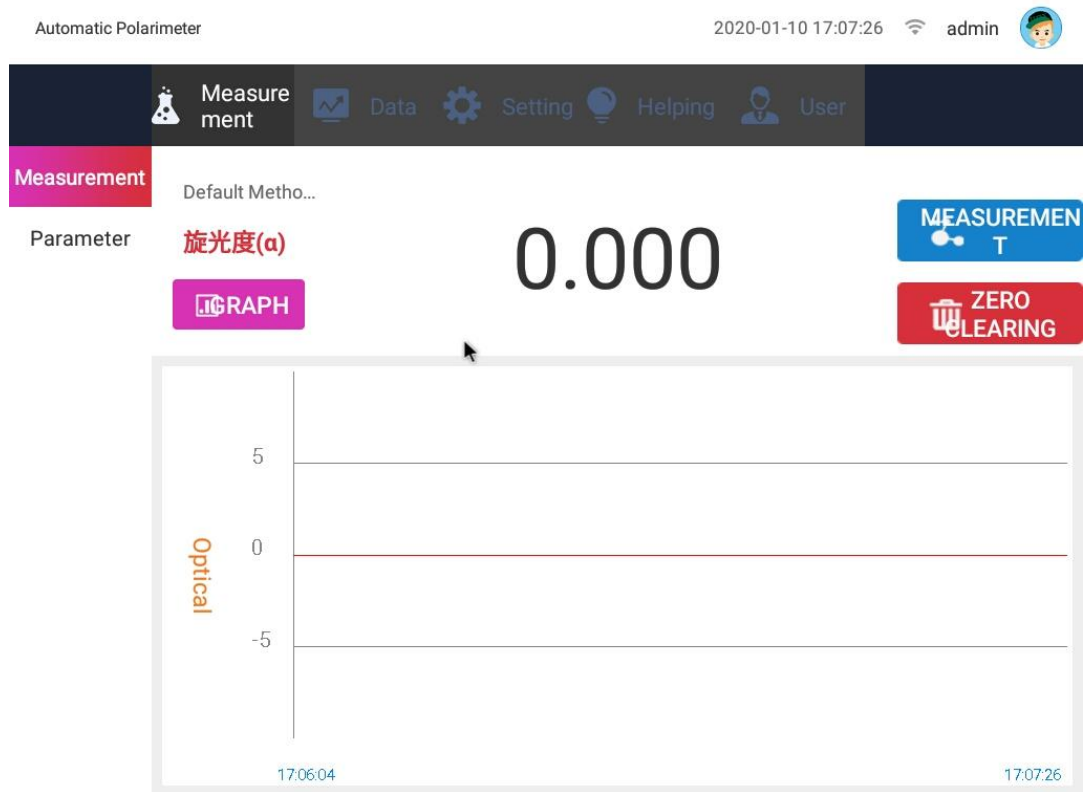 Automatic Polarimeter
2020-01-10 17:07:26
admin
Measure
ment
Data
Setting
Helping
User
Measurement
Parameter
Default Metho...
旋光度(α)
0.000
GRAPH
MEASUREMEN
T
ZERO
CLEARING
5
0
-5
Optical
17:06:04
17:07:26